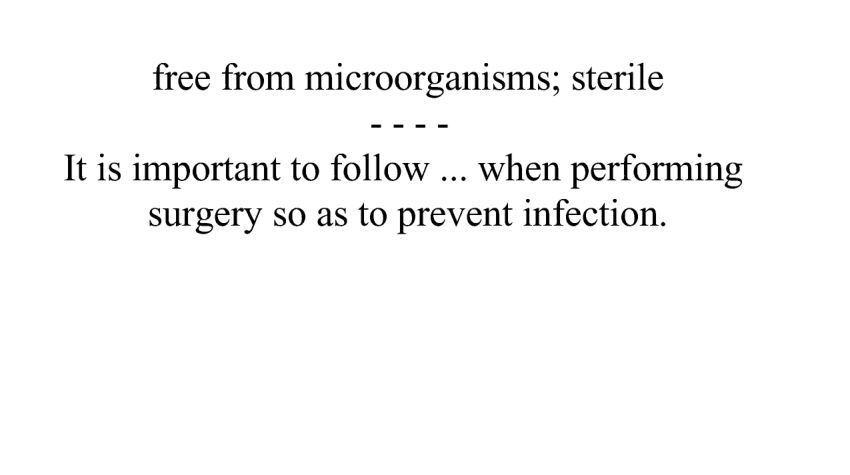 free from microorganisms; sterile
- - - -
It is important to follow ... when performing
surgery so as to prevent infection.